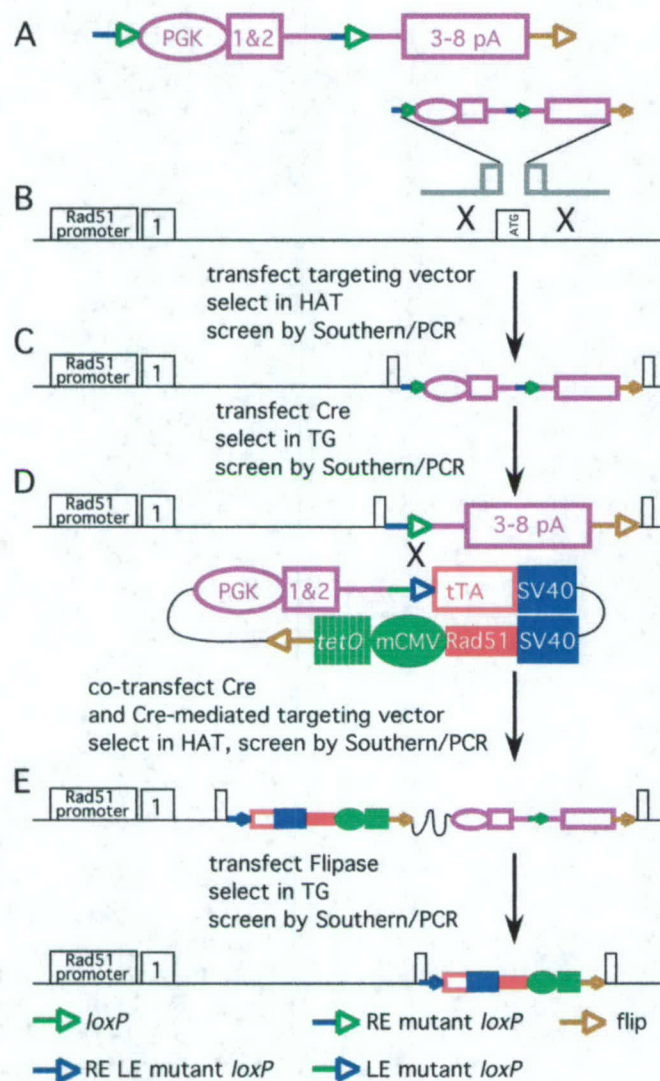 A
PGK 1&2 3-8 pA
B
Rad51 promoter 1 X ATG X
transfect targeting vector
select in HAT
screen by Southern/PCR
C
Rad51 promoter 1
transfect Cre
select in TG
screen by Southern/PCR
D
Rad51 promoter 1 3-8 pA
X
PGK 1&2 tTA SV40
tetO mCMV Rad51 SV40
co-transfect Cre
and Cre-mediated targeting vector
select in HAT, screen by Southern/PCR
E
Rad51 promoter 1
transfect Flipase
select in TG
screen by Southern/PCR
Rad51 promoter 1
loxP RE mutant loxP flip
RE LE mutant loxP LE mutant loxP